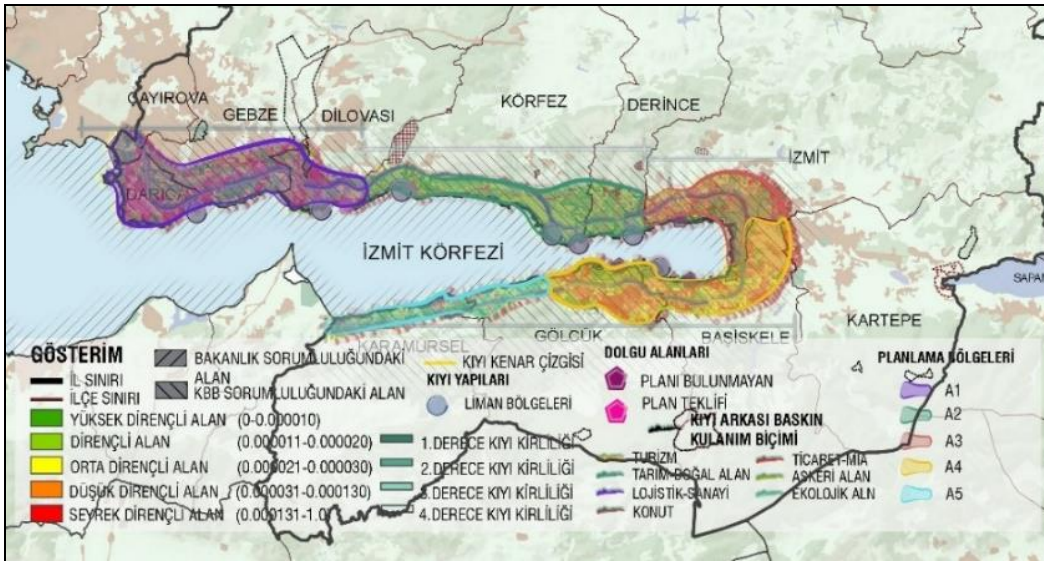 ÇAYIROVA
GEBZE
DİLOVASI
KÖRFEZ
DERİNCE
İZMİT
DARICA
İZMİT KÖRFEZİ
SAPAN
KARTEPE
KARAMÜRSEL
GÖLCÜK
BAŞİSKELE
GÖSTERİM
İL SINIRI
İLÇE SINIRI
YÜKSEK DİRENÇLİ ALAN (0-0.000010)
DİRENÇLİ ALAN (0.000011-0.000020)
ORTA DİRENÇLİ ALAN (0.000021-0.000030)
DÜŞÜK DİRENÇLİ ALAN (0.000031-0.000130)
SEYREK DİRENÇLİ ALAN (0.000131-1.0)
BAKANLIK SORUMLULUĞUNDAKİ
ALAN
KBB SORUMLULUĞUNDAKİ ALAN
1.DERECE KIYI KİRLİLİĞİ
2.DERECE KIYI KİRLİLİĞİ
3.DERECE KIYI KİRLİLİĞİ
4.DERECE KIYI KİRLİLİĞİ
KIYI KENAR ÇİZGİSİ
KIYI YAPILARI
LİMAN BÖLGELERİ
DOLGU ALANLARI
PLANI BULUNMAYAN
PLAN TEKLİFİ
KIYI ARKASI BASKIN
KULANIM BİÇİMİ
TURİZM
TARIM-DOĞAL ALAN
LOJİSTİK-SANAYİ
KONUT
TİCARET-MİA
ASKERİ ALAN
EKOLOJİK ALN
PLANLAMA BÖLGELERİ
A1
A2
A3
A4
A5